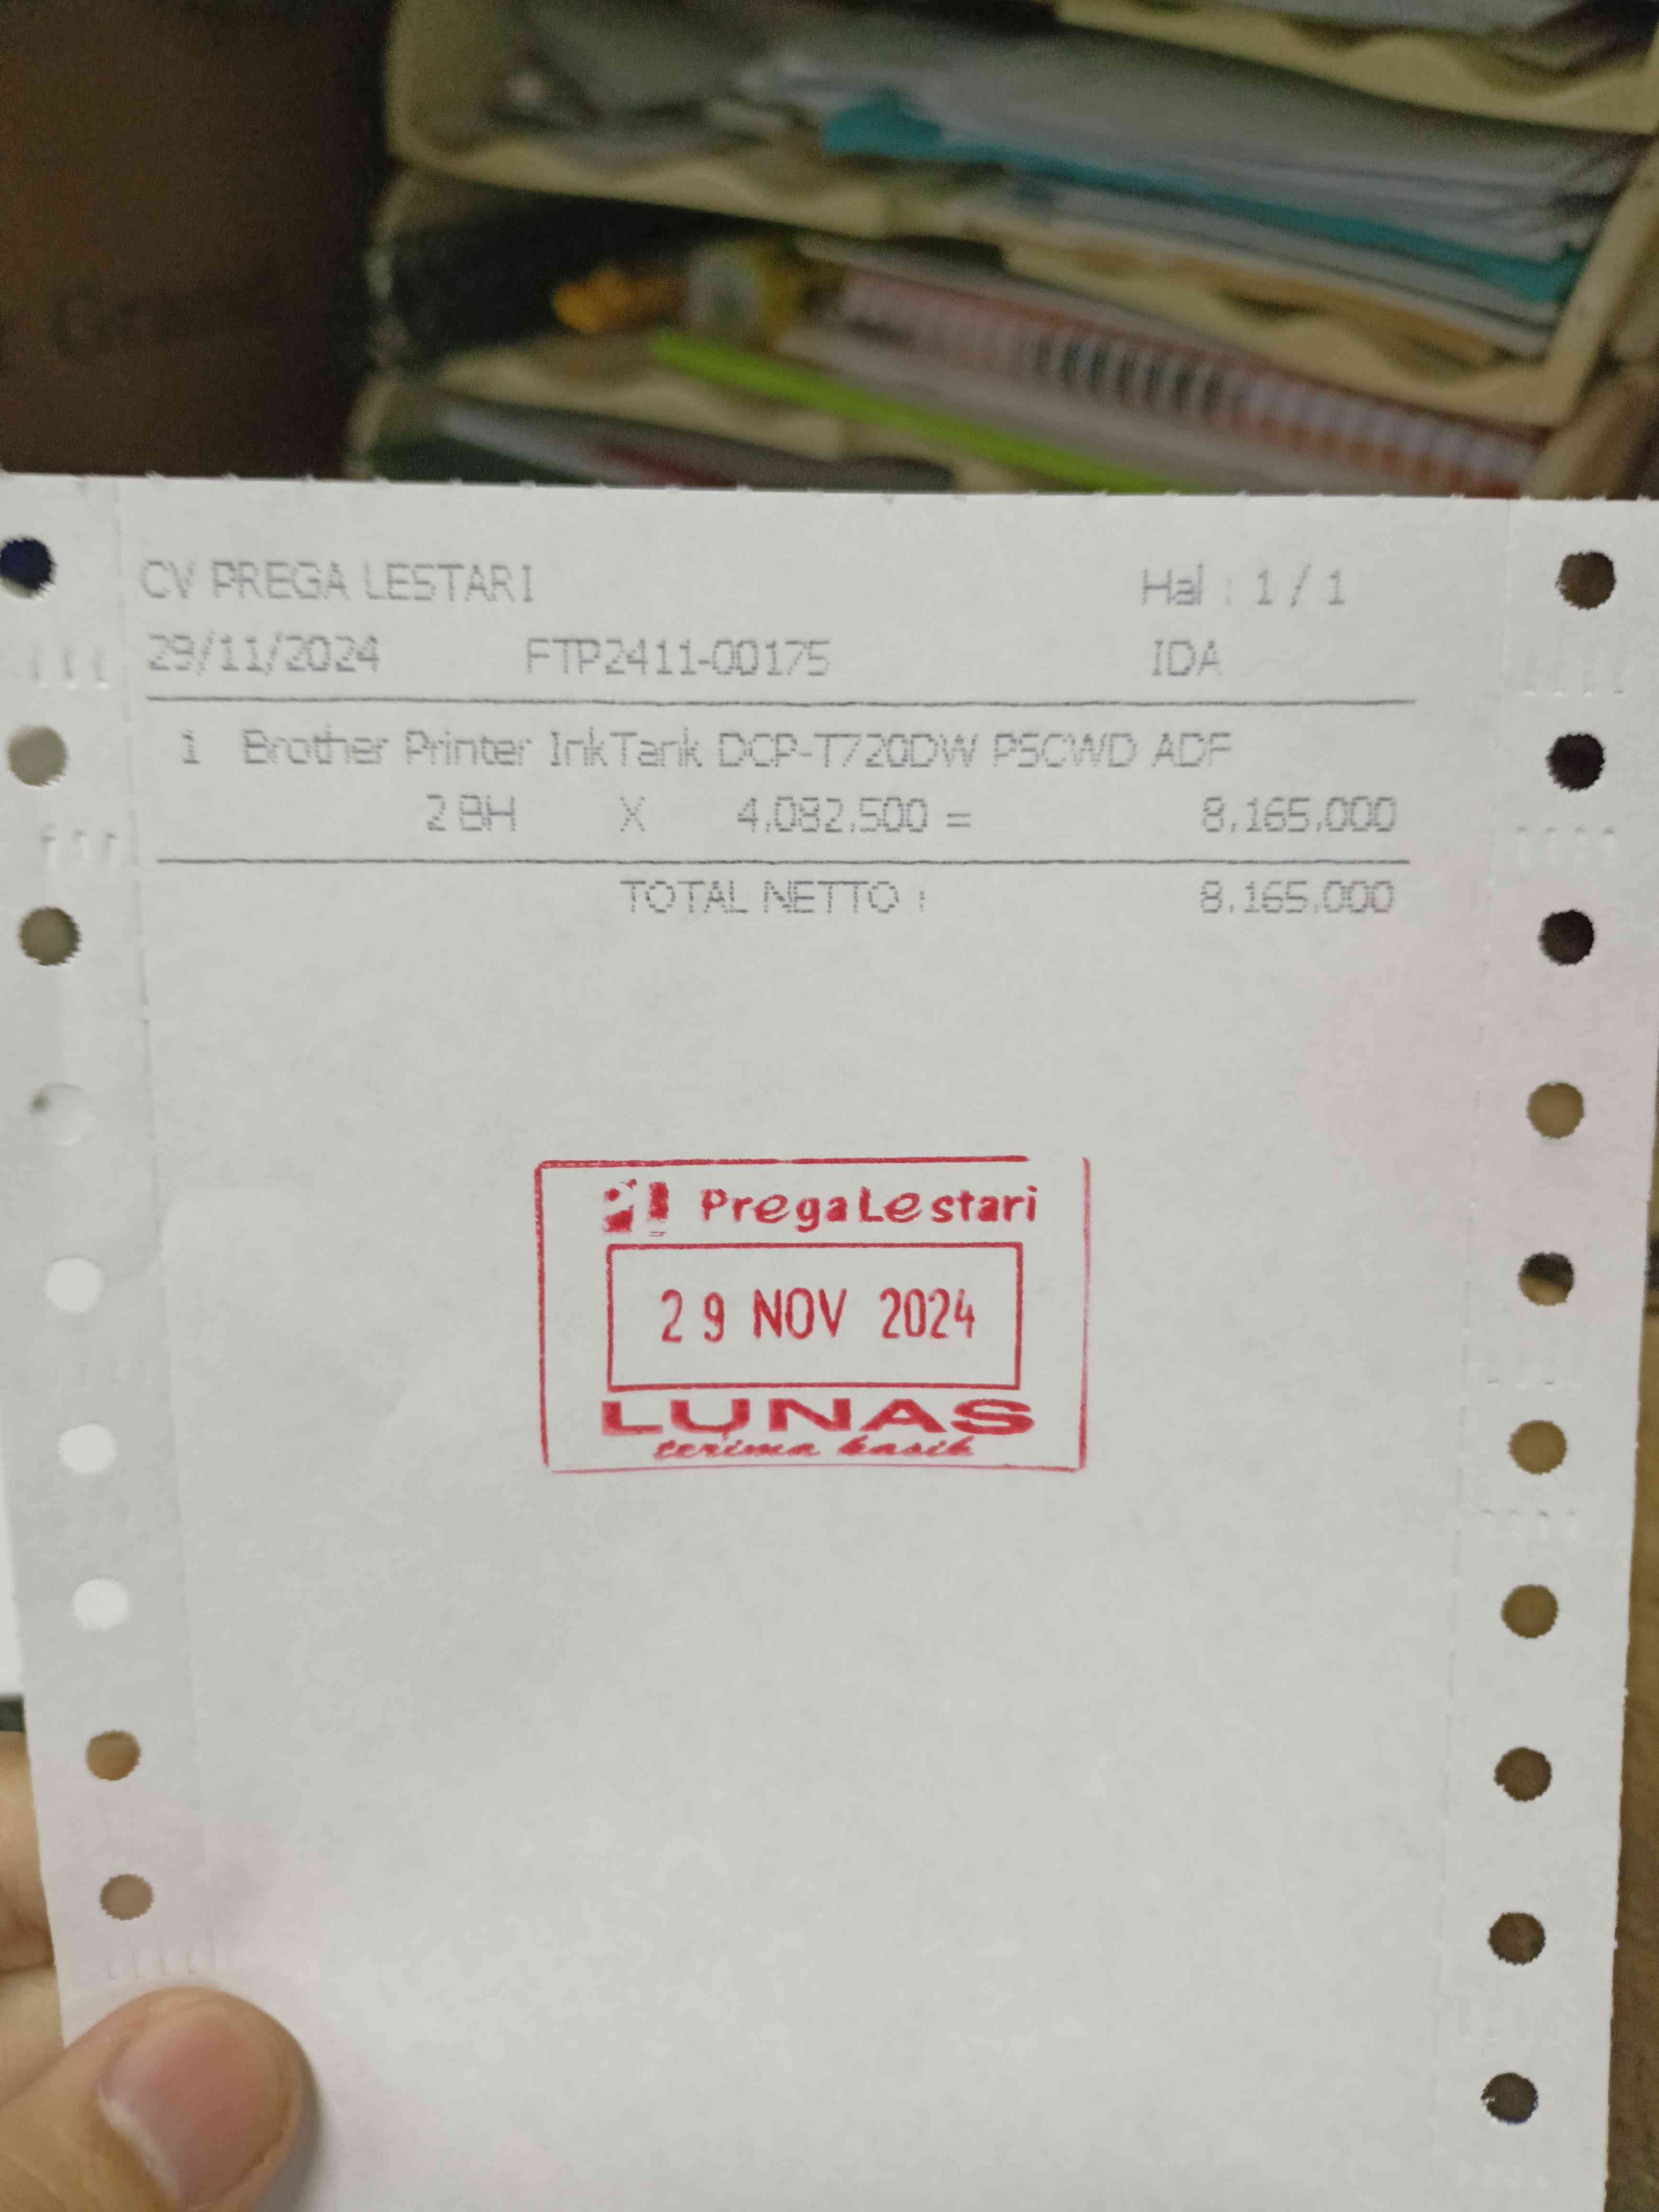 CV PREGA LESTARI Hal : 1 / 1
29/11/2024 FTP2411-00175 IDA
1 Brother Printer InkTank DCP-T720DW PSCWD ADF
2 BH X 4.082.500 = 8.165.000
TOTAL NETTO : 8.165.000
PregaLestari
29 NOV 2024
LUNAS
terima kasih